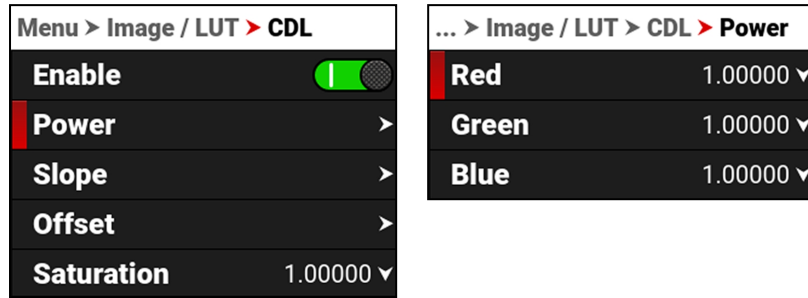 Menu > Image / LUT > CDL
Enable
Power
Slope
Offset
Saturation 1.00000
... > Image / LUT > CDL > Power
Red 1.00000
Green 1.00000
Blue 1.00000